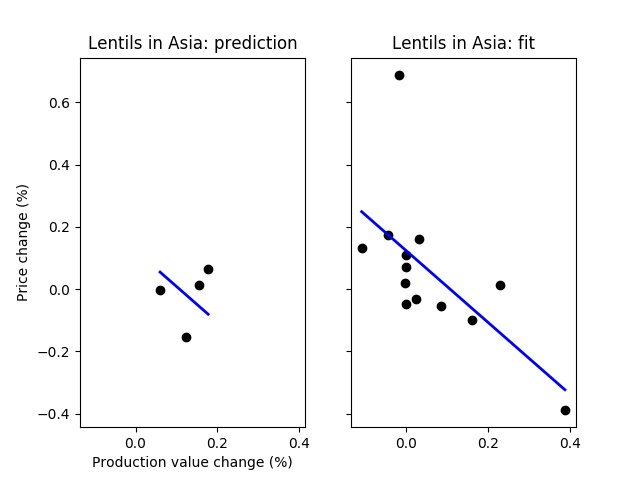 Lentils in Asia: prediction
Lentils in Asia: fit
Price change (%)
0.6
0.4
0.2
0.0
−0.2
−0.4
0.0 0.2 0.4
0.0 0.2 0.4
Production value change (%)